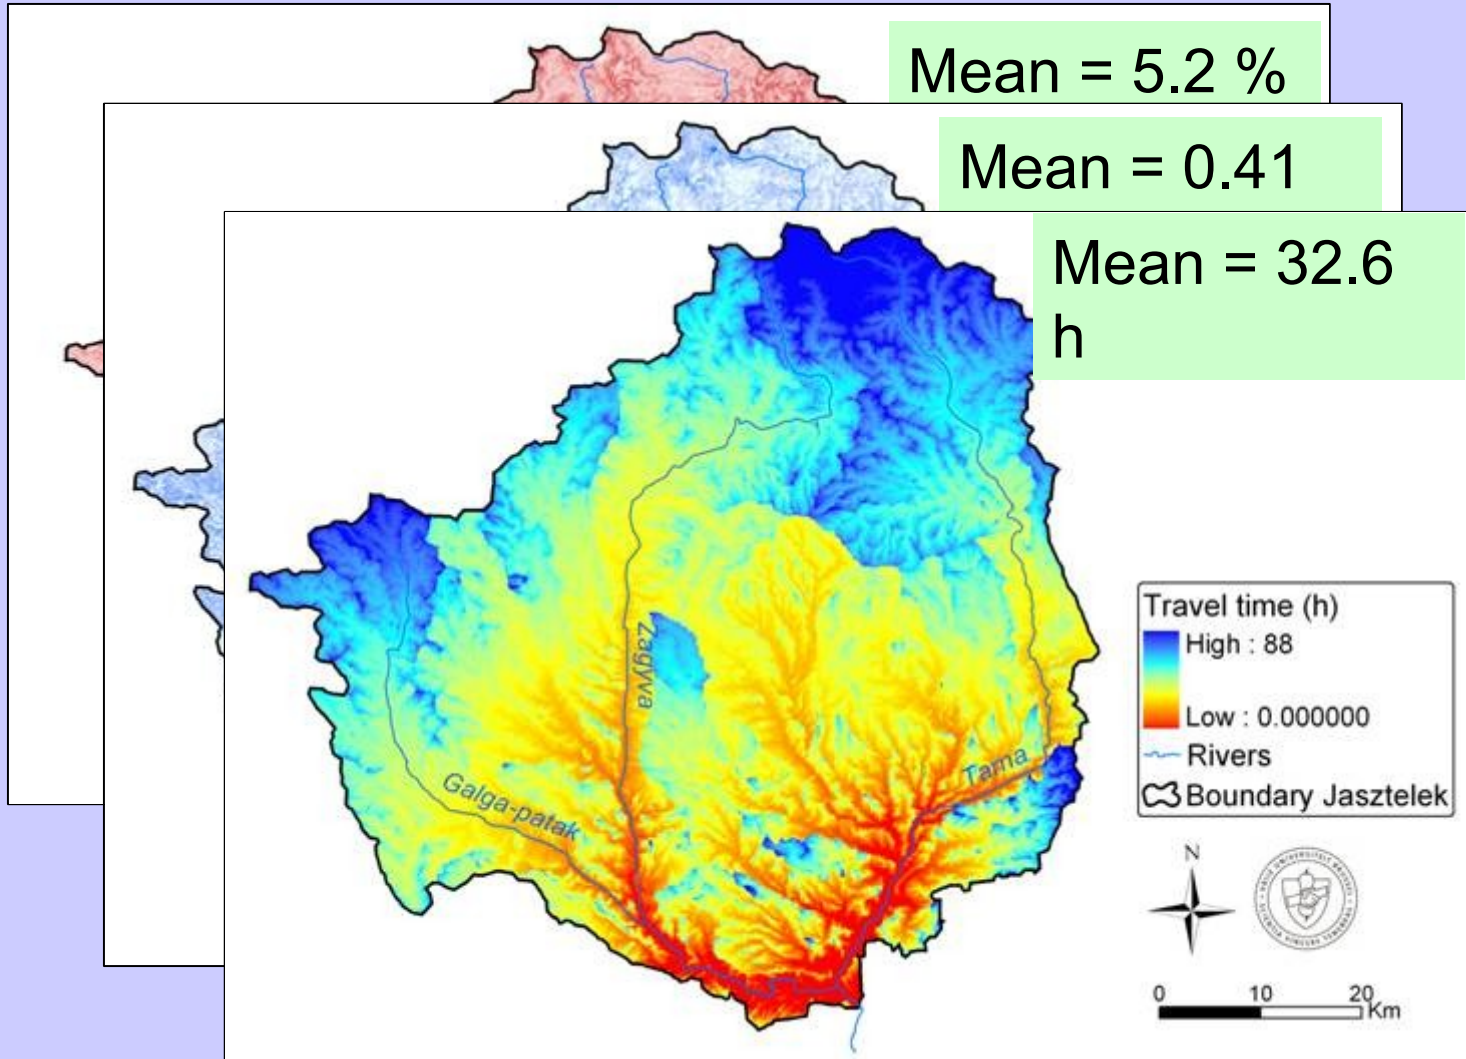 Mean = 5.2 %
Mean = 0.41
Mean = 32.6
h
Travel time (h)
High : 88
Low : 0.000000
Rivers
Boundary Jasztelek
Zagyva
Galga-patak
Tarna
N
0 10 20
Km